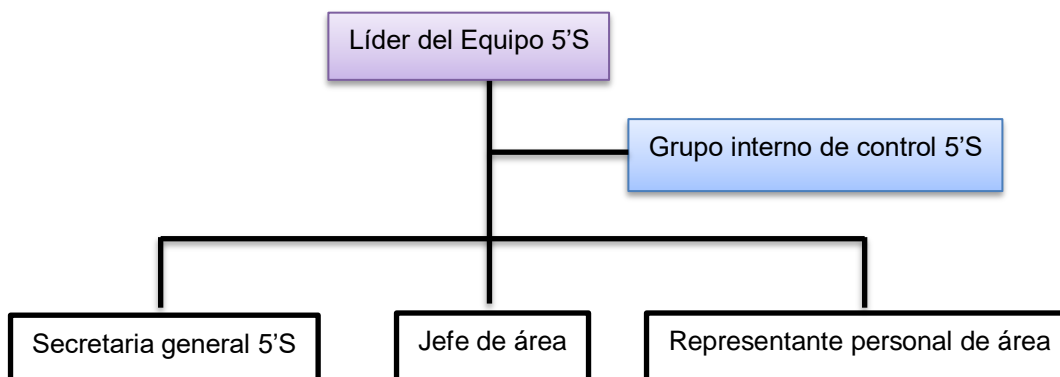 Líder del Equipo 5’S
Grupo interno de control 5’S
Secretaria general 5’S
Jefe de área
Representante personal de área